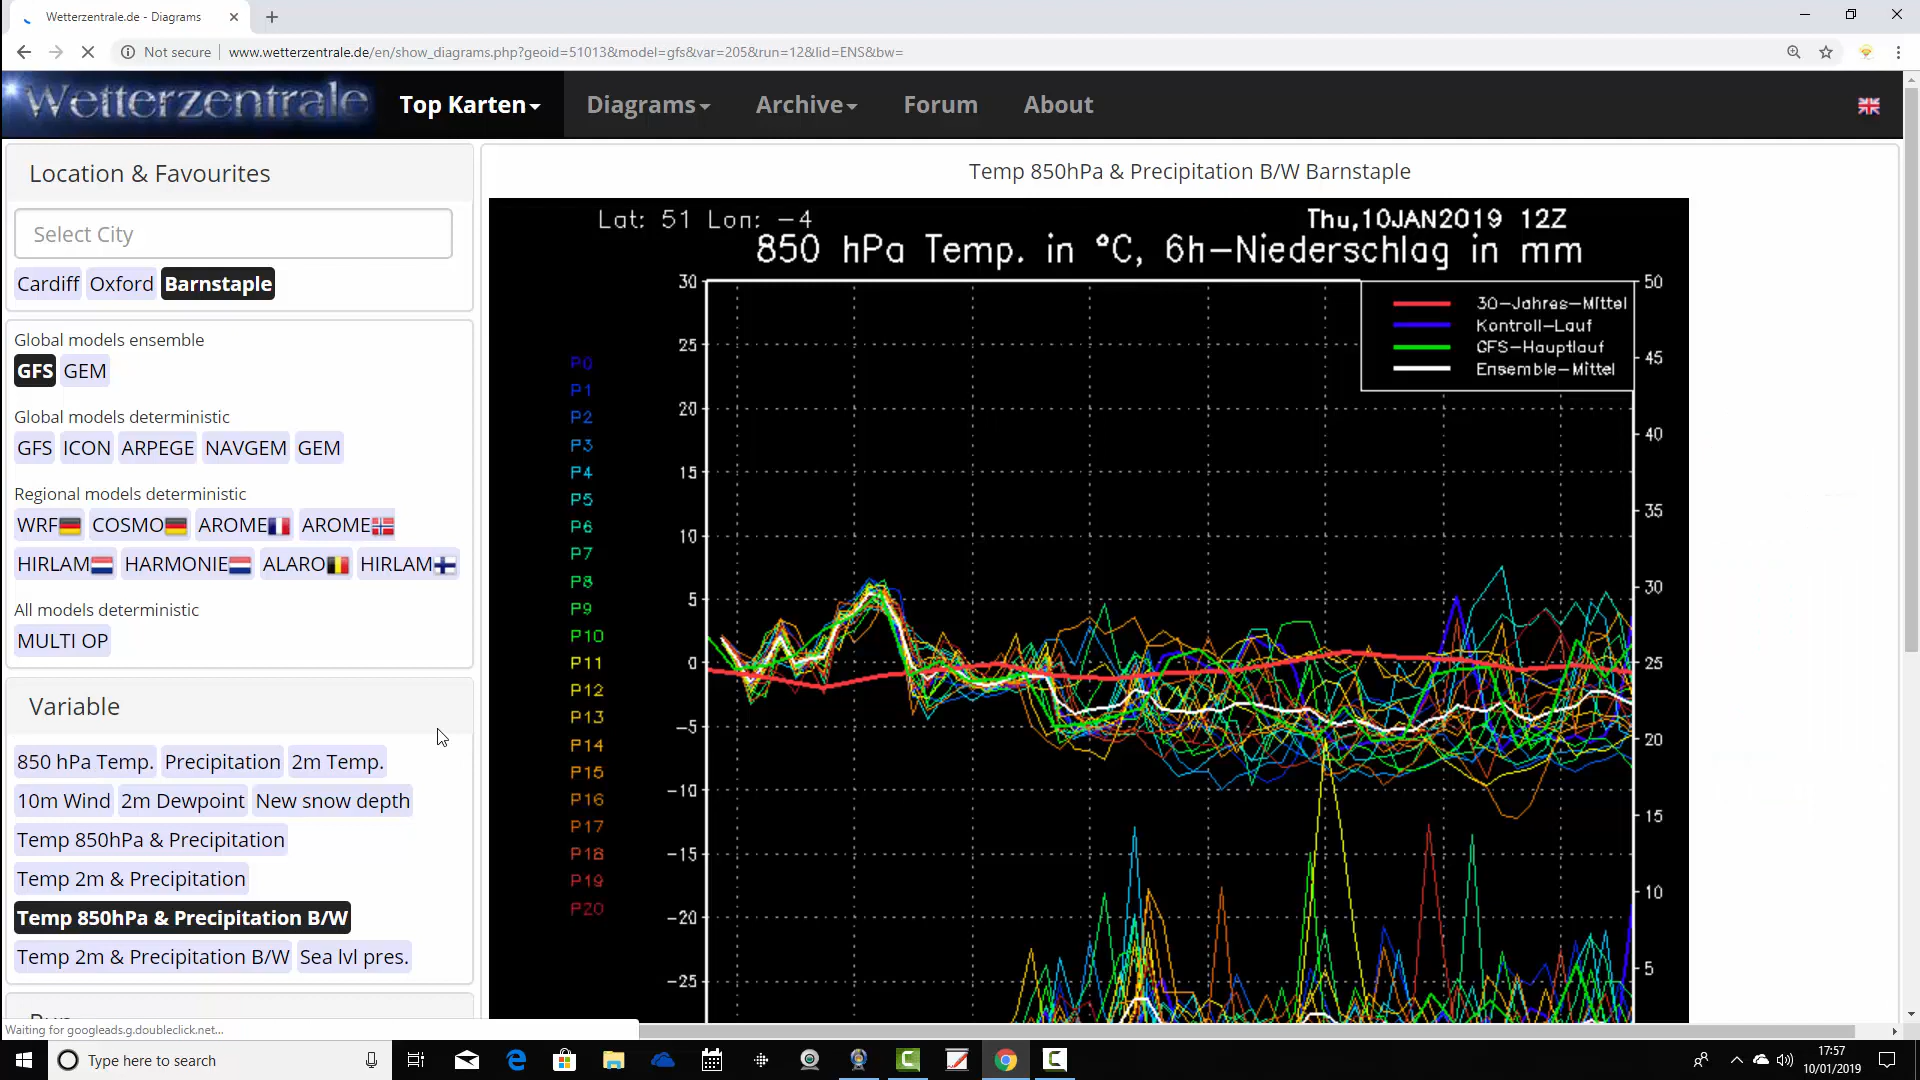 Wetterzentrale.de - Diagrams
Not secure www.wetterzentrale.de/en/show_diagrams.php?geoid=51013&model=gfs&var=205&run=12&lid=ENS&bw=
Wetterzentrale Top Karten Diagrams Archive Forum About
Location & Favourites
Select City
Cardiff Oxford Barnstaple
Global models ensemble
GFS GEM
Global models deterministic
GFS ICON ARPEGE NAVGEM GEM
Regional models deterministic
WRF COSMO AROME AROME
HIRLAM HARMONIE ALARO HIRLAM
All models deterministic
MULTI OP
Variable
850 hPa Temp. Precipitation 2m Temp.
10m Wind 2m Dewpoint New snow depth
Temp 850hPa & Precipitation
Temp 2m & Precipitation
Temp 850hPa & Precipitation B/W
Temp 2m & Precipitation B/W Sea lvl pres.
Waiting for googleads.g.doubleclick.net...
Temp 850hPa & Precipitation B/W Barnstaple
Lat: 51 Lon: -4 Thu,10JAN2019 12Z
850 hPa Temp. in °C, 6h-Niederschlag in mm
30-Jahres-Mittel
Kontroll-Lauf
GFS-Hauptlauf
Ensemble-Mittel
P0
P1
P2
P3
P4
P5
P6
P7
P8
P9
P10
P11
P12
P13
P14
P15
P16
P17
P18
P19
P20
30
25
20
15
10
5
0
-5
-10
-15
-20
-25
50
45
40
35
30
25
20
15
10
5
Type here to search
17:57
10/01/2019